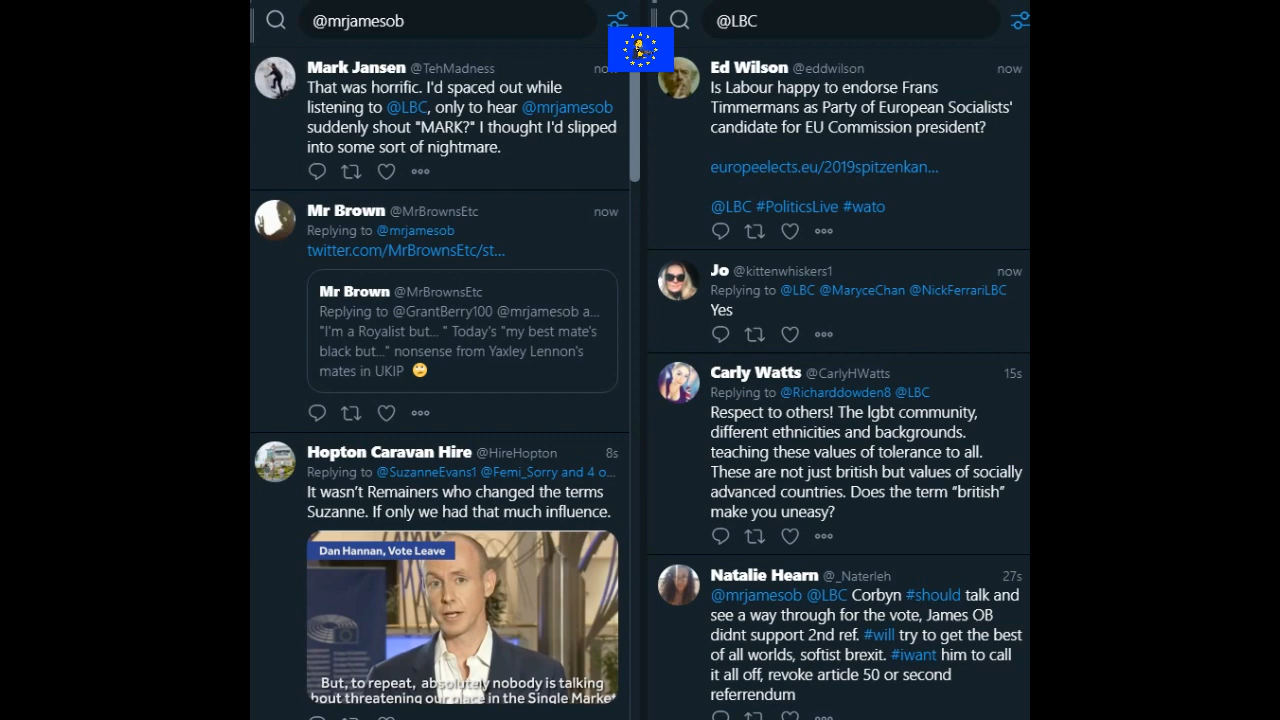 @mrjamesob
Mark Jansen @TehMadness
That was horrific. I'd spaced out while
listening to @LBC, only to hear @mrjamesob
suddenly shout "MARK?" I thought I'd slipped
into some sort of nightmare.
Mr Brown @MrBrownsEtc now
Replying to @mrjamesob
twitter.com/MrBrownsEtc/st...
Mr Brown @MrBrownsEtc
Replying to @GrantBerry100 @mrjamesob a...
"I'm a Royalist but... " Today's "my best mate's
black but..." nonsense from Yaxley Lennon's
mates in UKIP 🙄
Hopton Caravan Hire @HireHopton 8s
Replying to @SuzanneEvans1 @Femi_Sorry and 4 o...
It wasn’t Remainers who changed the terms
Suzanne. If only we had that much influence.
Dan Hannan, Vote Leave
But, to repeat, absolutely nobody is talking
about threatening our place in the Single Market
@LBC
Ed Wilson @eddwilson now
Is Labour happy to endorse Frans
Timmermans as Party of European Socialists'
candidate for EU Commission president?
europeelects.eu/2019spitzenkan...
@LBC #PoliticsLive #wato
Jo @kittenwhiskers1 now
Replying to @LBC @MaryceChan @NickFerrariLBC
Yes
Carly Watts @CarlyHWatts 15s
Replying to @Richarddowden8 @LBC
Respect to others! The lgbt community,
different ethnicities and backgrounds.
teaching these values of tolerance to all.
These are not just british but values of socially
advanced countries. Does the term “british”
make you uneasy?
Natalie Hearn @_Naterleh 27s
@mrjamesob @LBC Corbyn #should talk and
see a way through for the vote, James OB
didnt support 2nd ref. #will try to get the best
of all worlds, softist brexit. #iwant him to call
it all off, revoke article 50 or second
referrendum